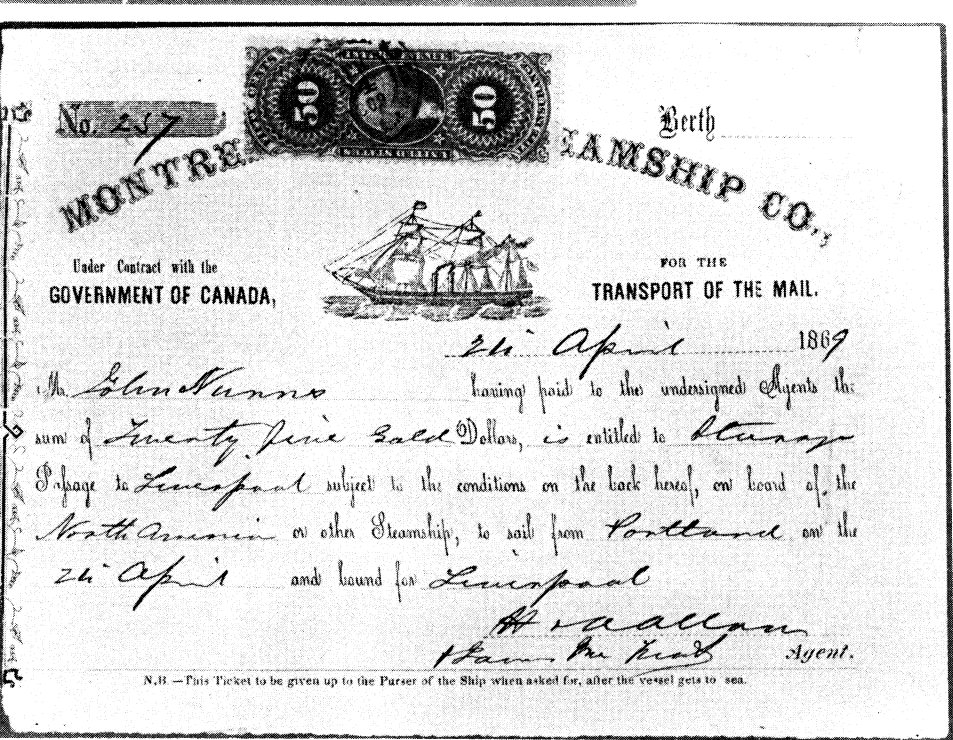 No. 237
50 50
Berth
MONTRE AMSHIP CO.,
Under Contract with the
GOVERNMENT OF CANADA,
FOR THE
TRANSPORT OF THE MAIL.
24 April 1869
Mr. John Nunns having paid to the undersigned Agents the
sum of Twenty five Gold Dollars, is entitled to Steerage
Passage to Liverpool subject to the conditions on the back hereof, on board of the
North American or other Steamship, to sail from Portland on the
24 April and bound for Liverpool
H & A Allan
Agent.
N.B.—This Ticket to be given up to the Purser of the Ship when asked for, after the vessel gets to sea.